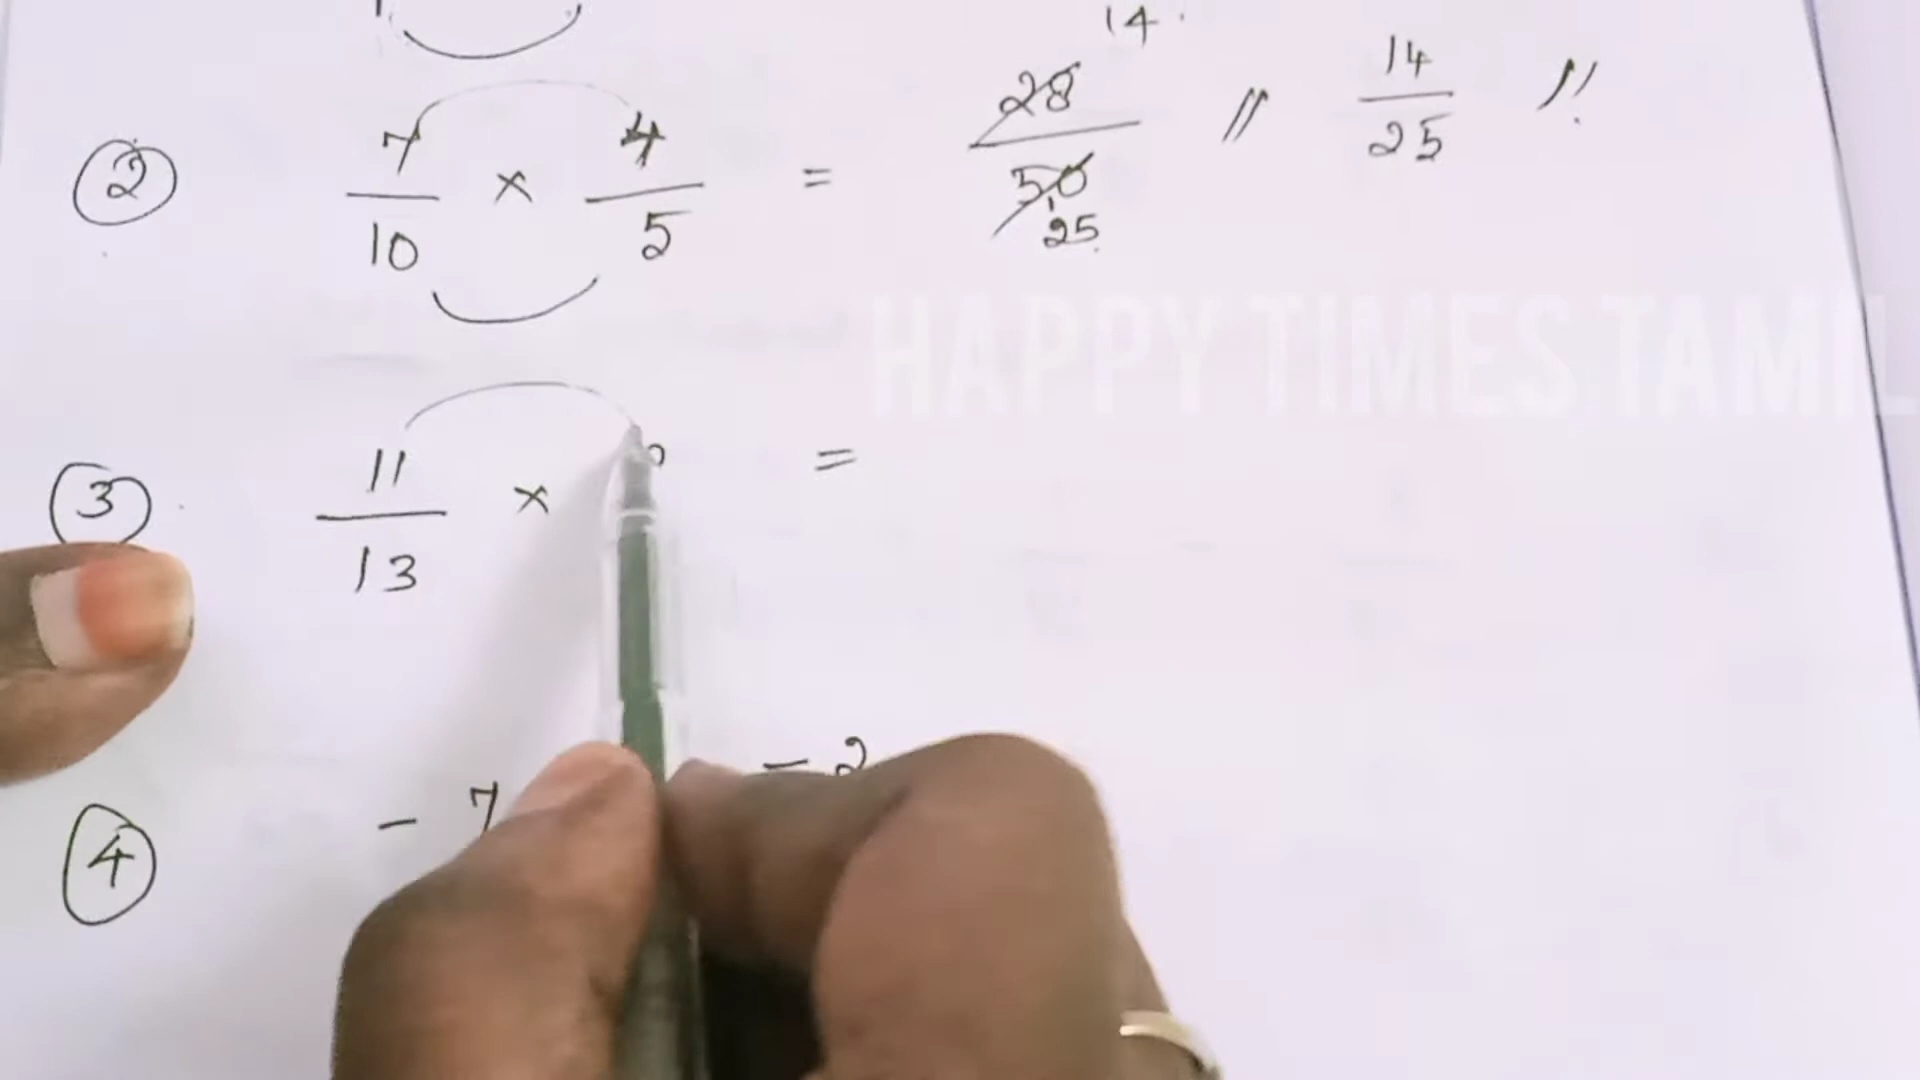 14.
② 7/10 × 4/5 = 28/50 25 // 14/25 //
HAPPY TIMES TAMIL
③ 11/13 × =
④ - 7 - 2